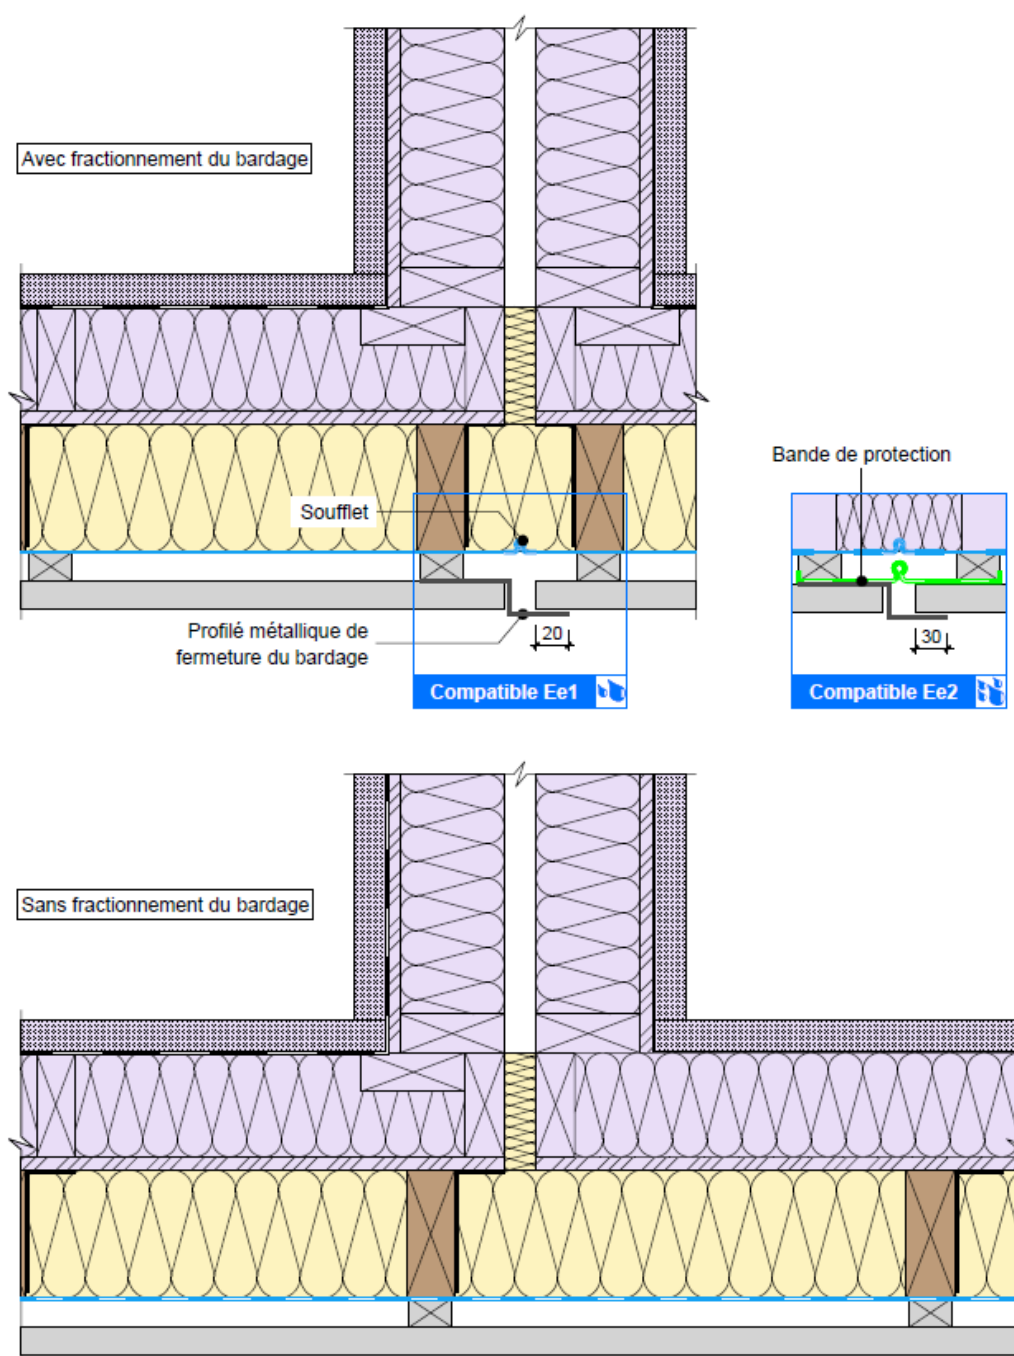 Avec fractionnement du bardage
Bande de protection
Soufflet
Profilé métallique de
fermeture du bardage
20
30
Compatible Ee1
Compatible Ee2
Sans fractionnement du bardage